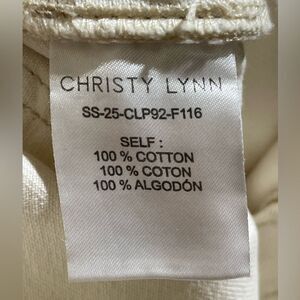 CHRISTY LYNN
SS-25-CLP92-F116
SELF :
100 % COTTON
100 % COTON
100 % ALGODÓN